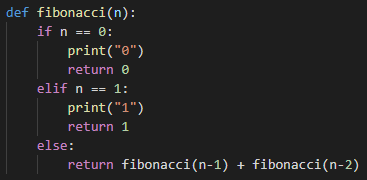 def fibonacci(n):
    if n == 0:
        print("0")
        return 0
    elif n == 1:
        print("1")
        return 1
    else:
        return fibonacci(n-1) + fibonacci(n-2)